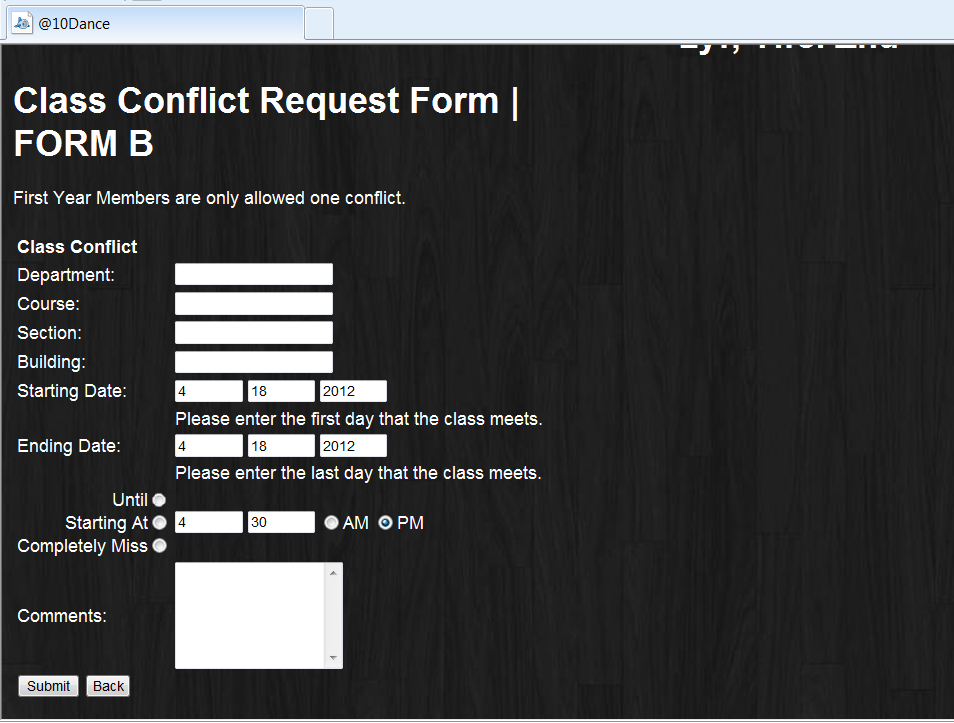 @10Dance
Class Conflict Request Form |
FORM B
First Year Members are only allowed one conflict.
Class Conflict
Department:
Course:
Section:
Building:
Starting Date: 4 18 2012
Please enter the first day that the class meets.
Ending Date: 4 18 2012
Please enter the last day that the class meets.
Until
Starting At 4 30 AM PM
Completely Miss
Comments:
Submit Back